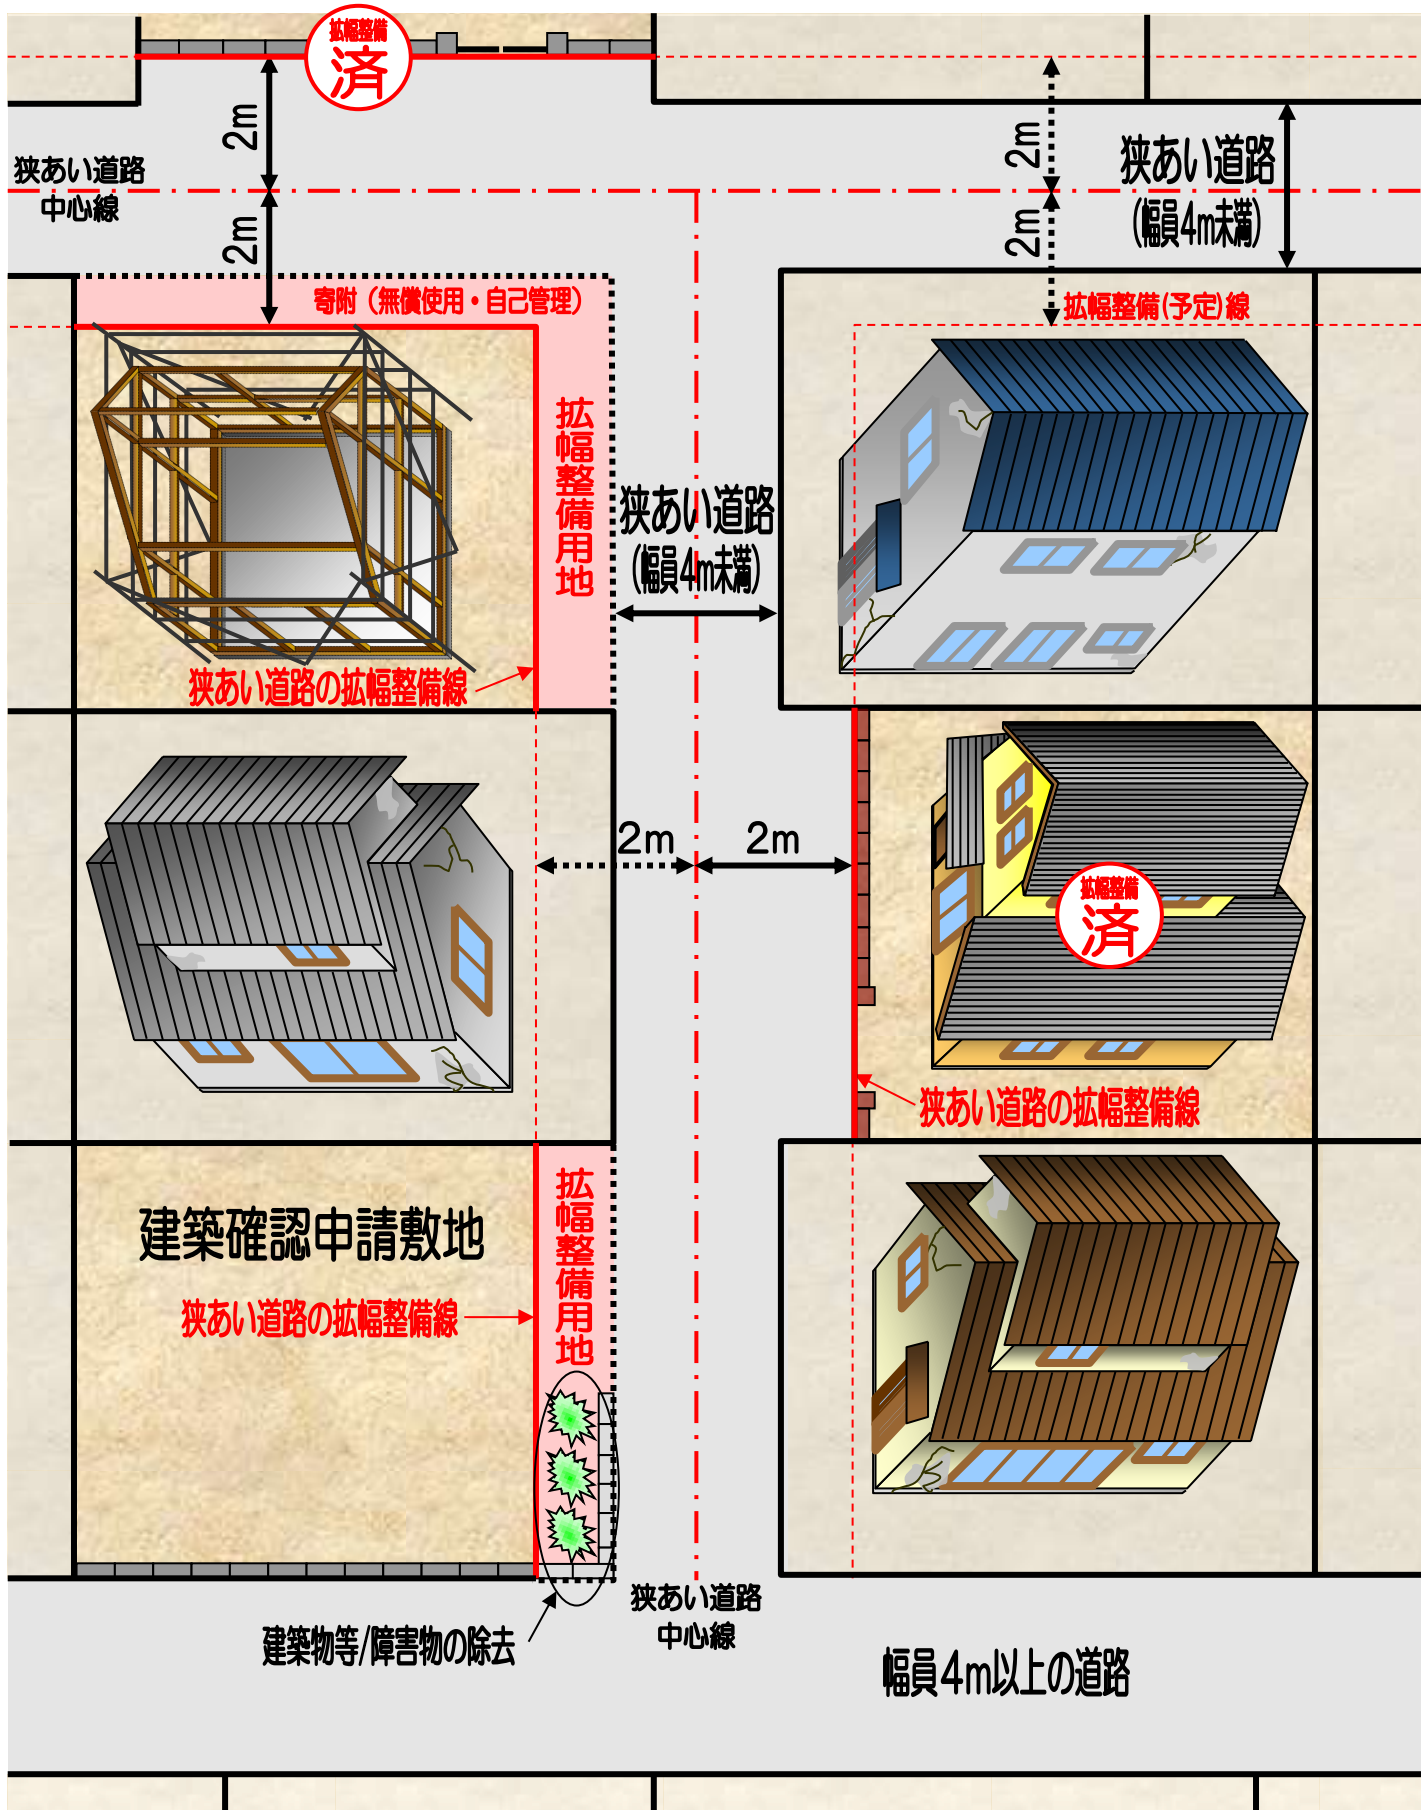 拡幅整備
済
2m
2m
狭あい道路
中心線
2m
2m
狭あい道路
(幅員4m未満)
寄附（無償使用・自己管理）
拡幅整備(予定)線
拡幅整備用地
狭あい道路
(幅員4m未満)
狭あい道路の拡幅整備線
2m
2m
拡幅整備
済
狭あい道路の拡幅整備線
建築確認申請敷地
拡幅整備用地
狭あい道路の拡幅整備線
狭あい道路
中心線
建築物等/障害物の除去
幅員4m以上の道路